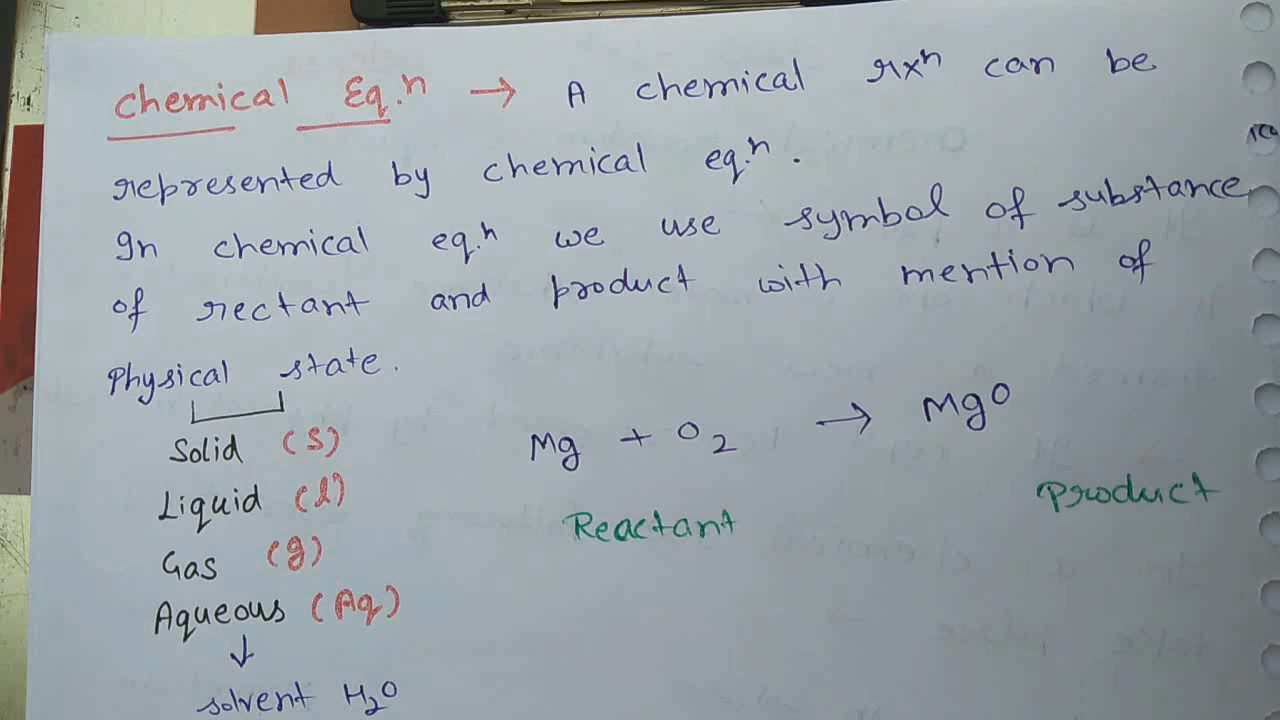 Chemical Eq.n → A chemical rxn can be
represented by chemical eq.n.
In chemical eq.n we use symbol of substance
of rectant and product with mention of
Physical state.
Solid (s)
Liquid (l)
Gas (g)
Aqueous (Aq)
↓
solvent H2O
Mg + O2 → MgO
Reactant
Product